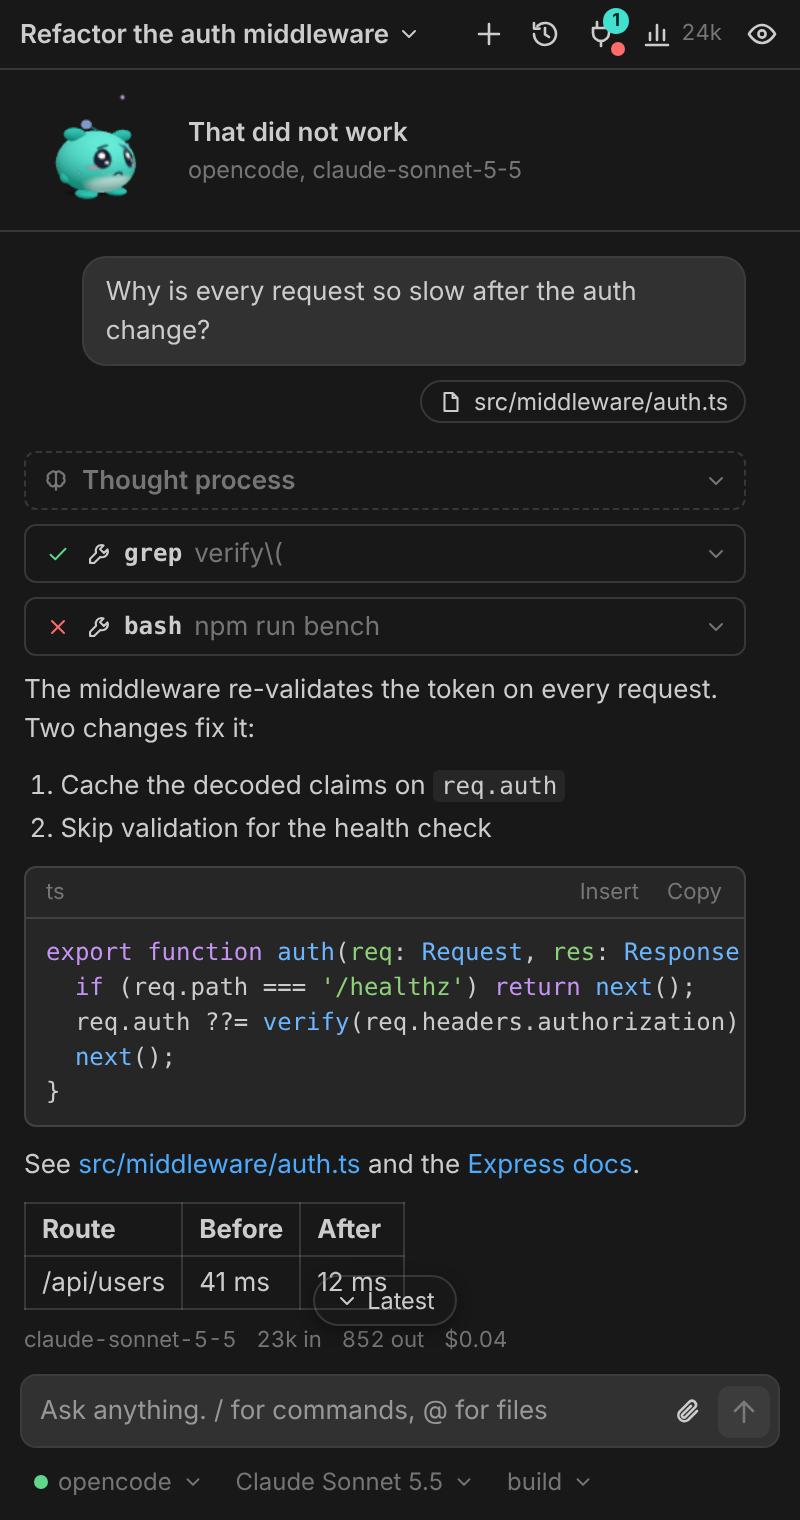 Refactor the auth middleware
1
24k
That did not work
opencode, claude-sonnet-5-5
Why is every request so slow after the auth
change?
src/middleware/auth.ts
Thought process
grep verify\(
bash npm run bench
The middleware re-validates the token on every request.
Two changes fix it:
1. Cache the decoded claims on req.auth
2. Skip validation for the health check
ts Insert Copy
export function auth(req: Request, res: Response
if (req.path === '/healthz') return next();
req.auth ??= verify(req.headers.authorization)
next();
}
See src/middleware/auth.ts and the Express docs.
Route Before After
/api/users 41 ms 12 ms
Latest
claude-sonnet-5-5 23k in 852 out $0.04
Ask anything. / for commands, @ for files
opencode Claude Sonnet 5.5 build